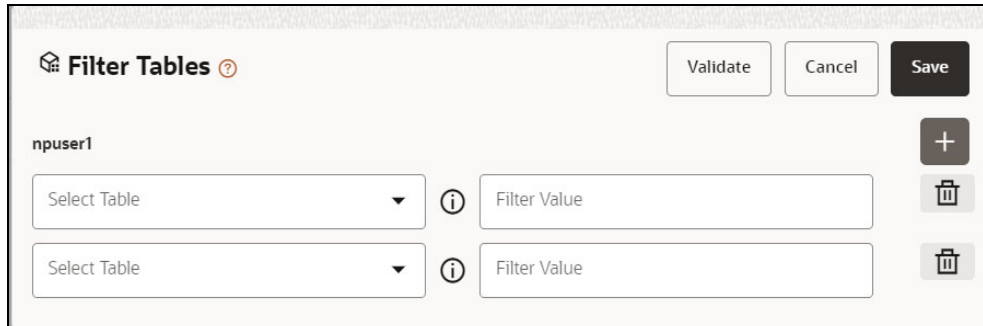 Filter Tables ?
Validate
Cancel
Save
npuser1
Select Table
Filter Value
Select Table
Filter Value